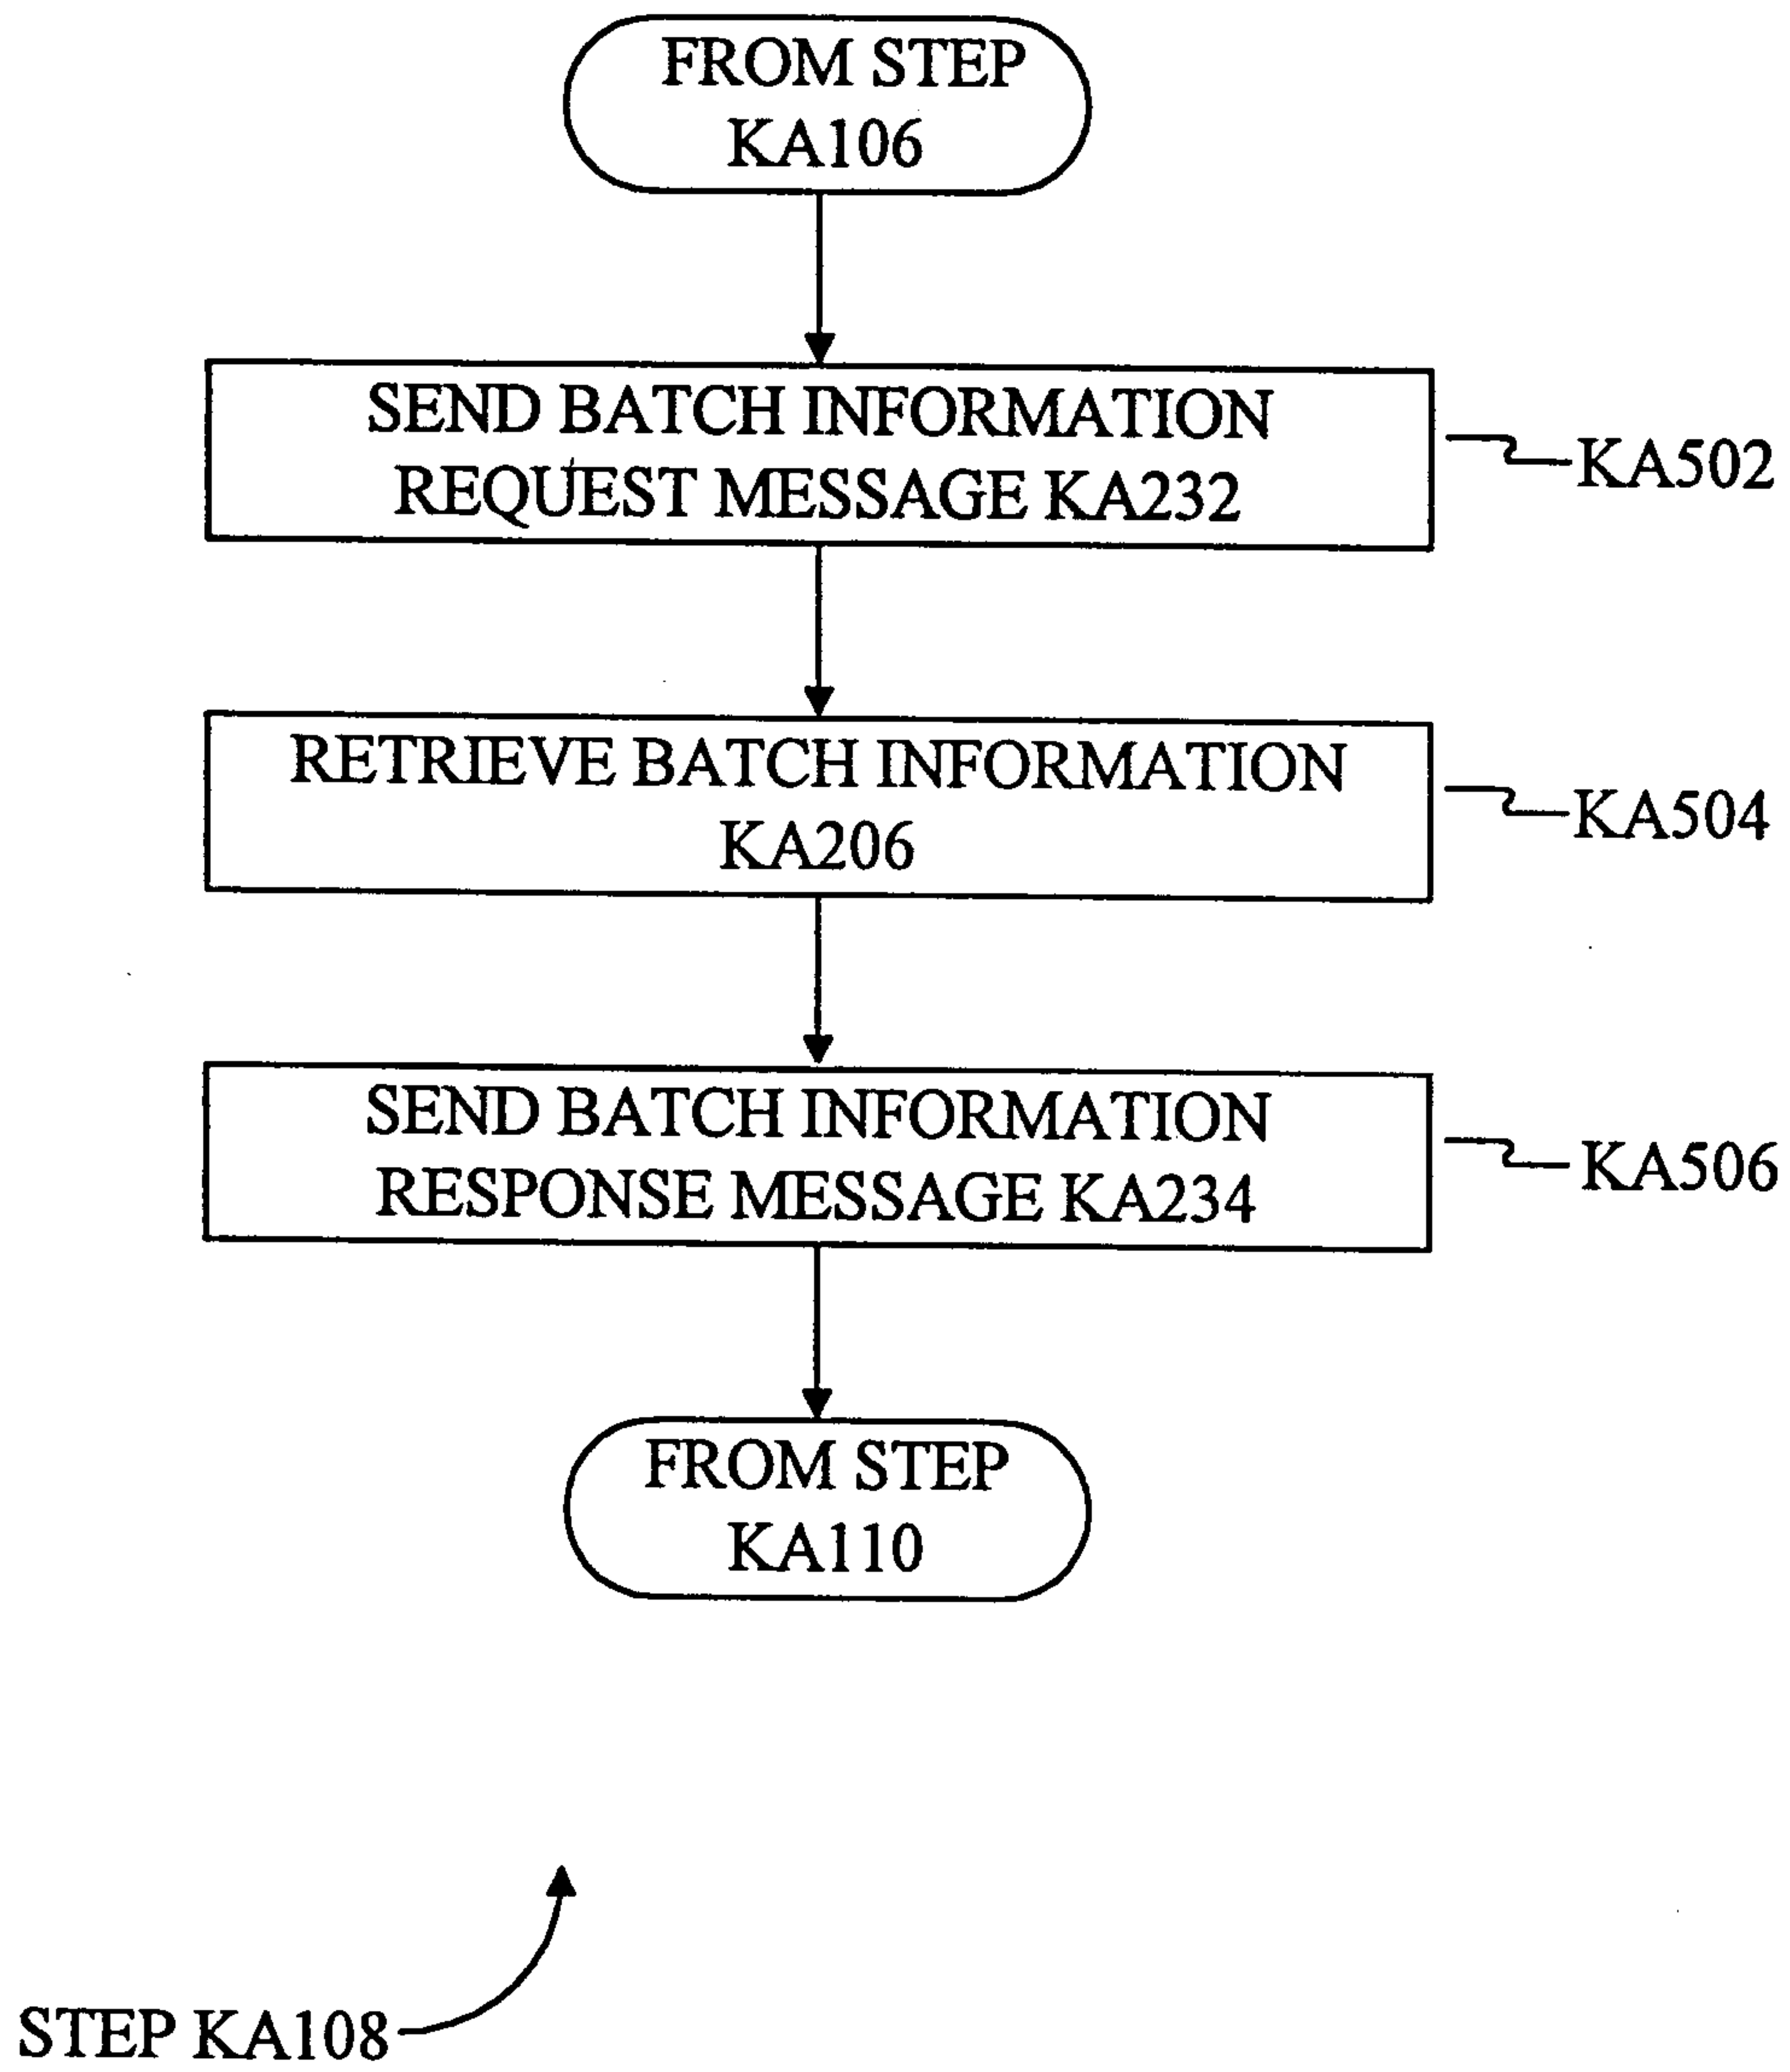 FROM STEP
KA106
SEND BATCH INFORMATION
REQUEST MESSAGE KA232
KA502
RETRIEVE BATCH INFORMATION
KA206
KA504
SEND BATCH INFORMATION
RESPONSE MESSAGE KA234
KA506
FROM STEP
KA110
STEP KA108